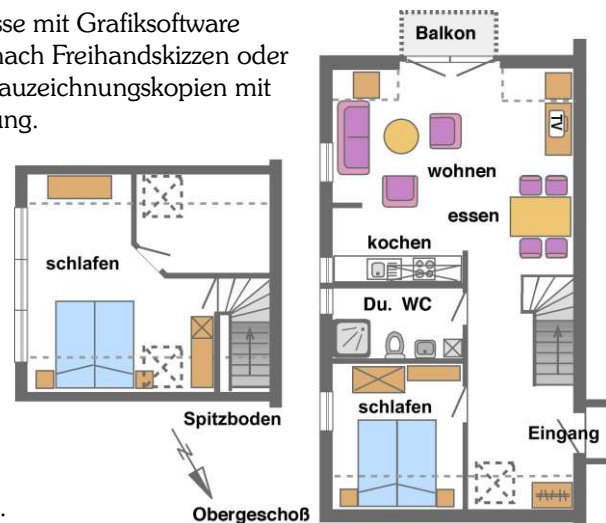 sse mit Grafiksoftware
nach Freihandskizzen oder
auzeichnungskopien mit
ung.
Balkon
TV
wohnen
essen
kochen
schlafen
Du. WC
schlafen
Spitzboden
Eingang
Obergeschoß
.